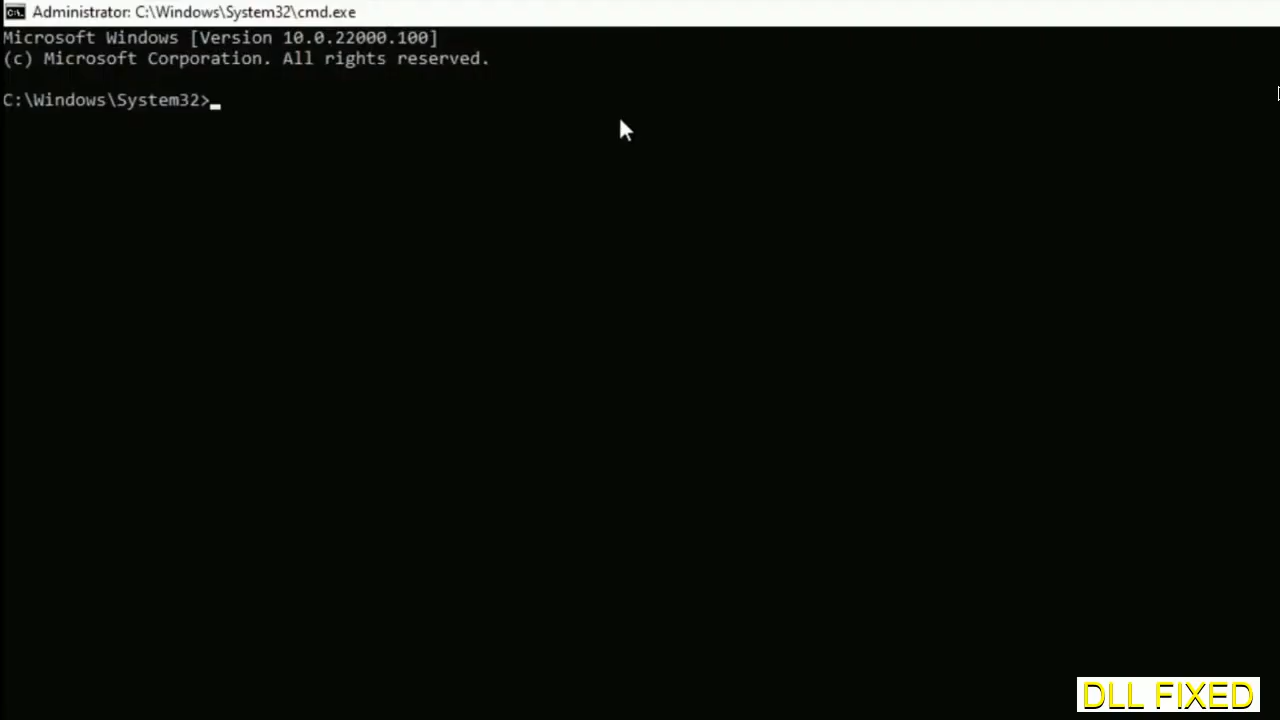 Administrator: C:\Windows\System32\cmd.exe
Microsoft Windows [Version 10.0.22000.100]
(c) Microsoft Corporation. All rights reserved.
C:\Windows\System32>
DLL FIXED